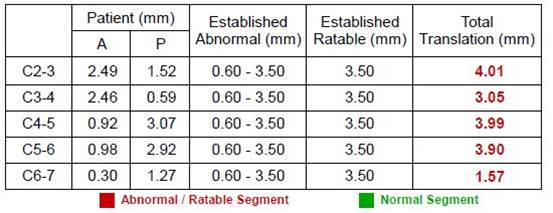 Patient (mm) Established Abnormal (mm) Established Ratable (mm) Total Translation (mm)
A P
C2-3 2.49 1.52 0.60 - 3.50 3.50 4.01
C3-4 2.46 0.59 0.60 - 3.50 3.50 3.05
C4-5 0.92 3.07 0.60 - 3.50 3.50 3.99
C5-6 0.98 2.92 0.60 - 3.50 3.50 3.90
C6-7 0.30 1.27 0.60 - 3.50 3.50 1.57
Abnormal / Ratable Segment Normal Segment